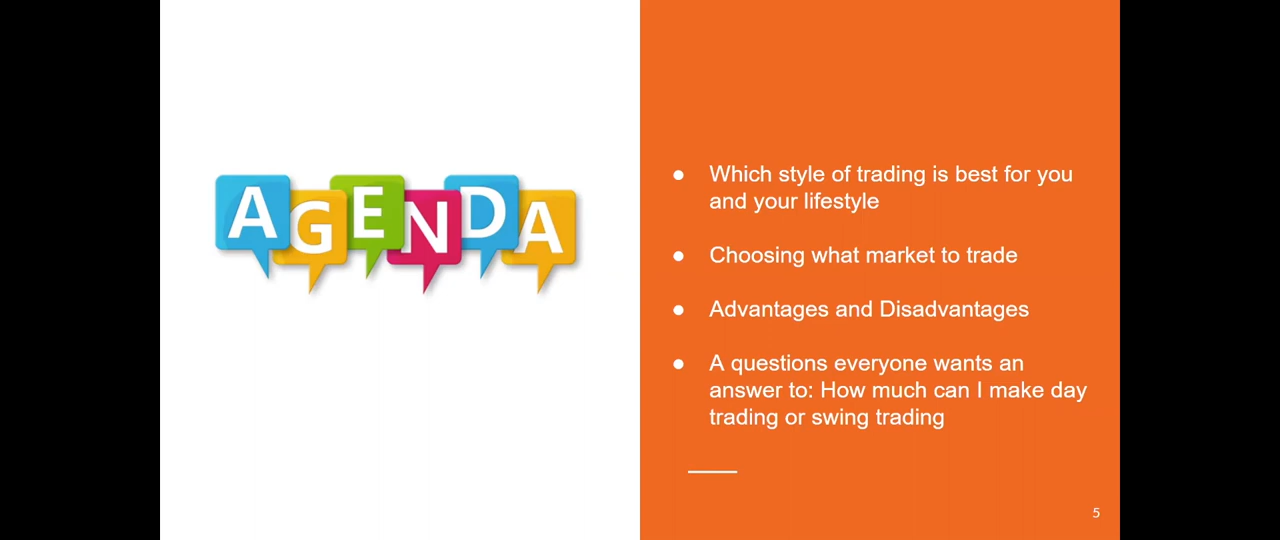 AGENDA
● Which style of trading is best for you
and your lifestyle
● Choosing what market to trade
● Advantages and Disadvantages
● A questions everyone wants an
answer to: How much can I make day
trading or swing trading
5